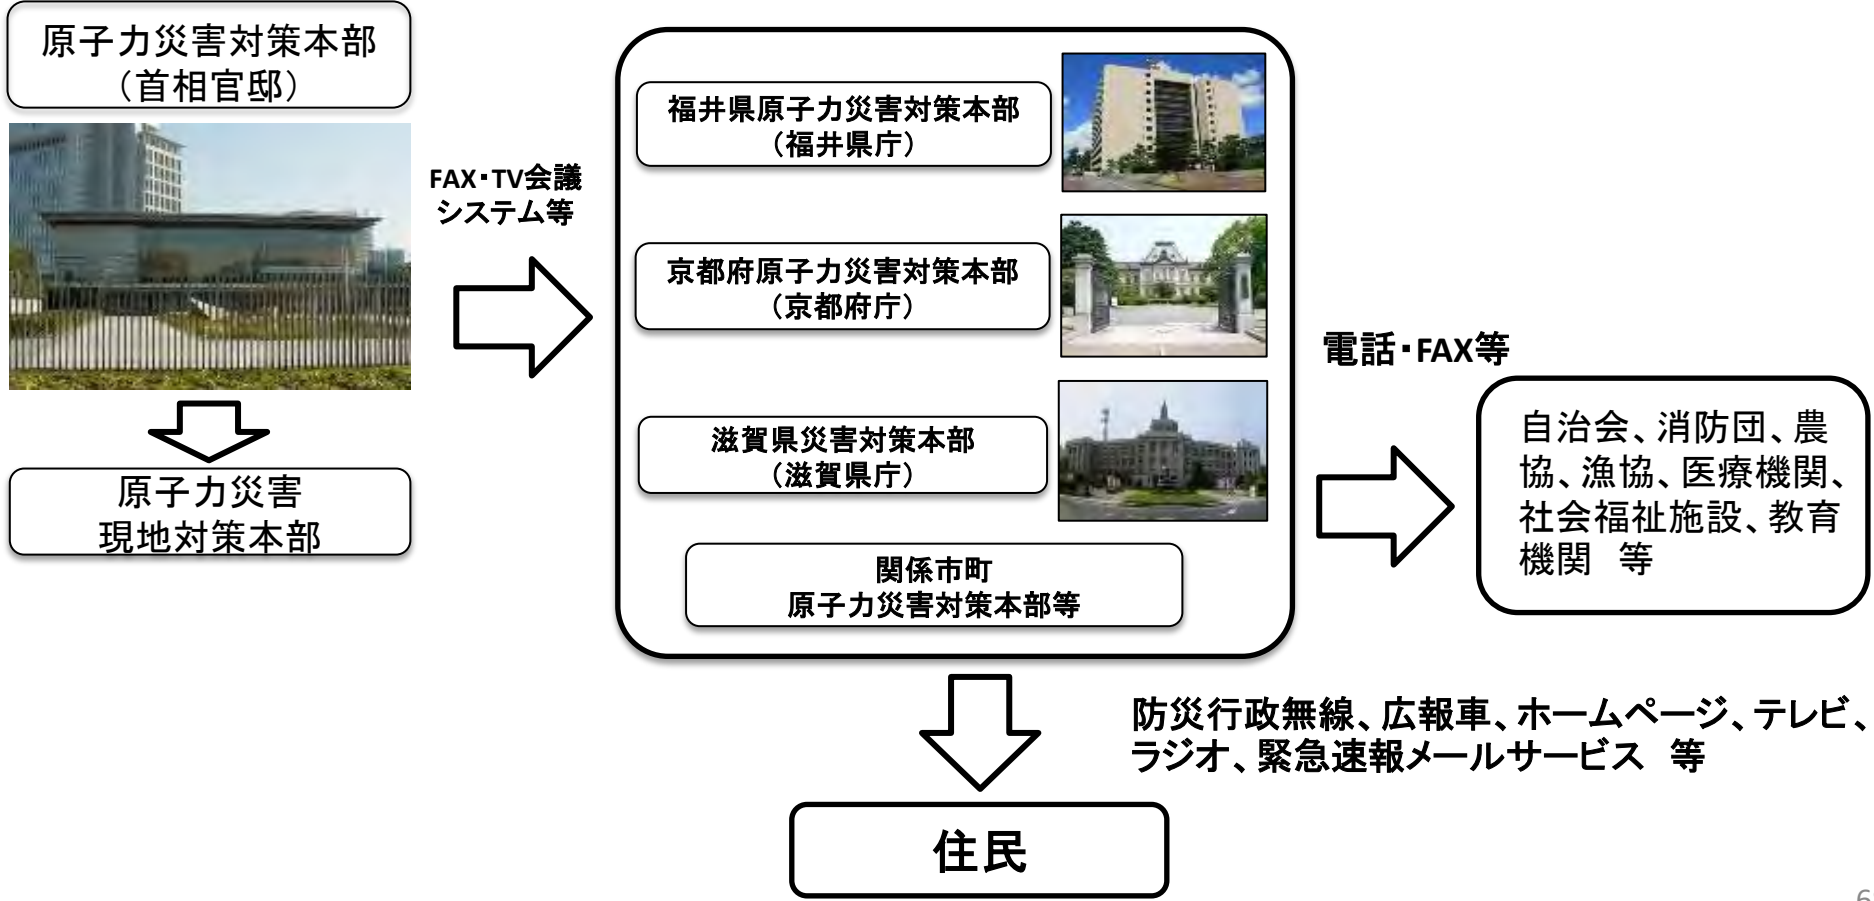 原子力災害対策本部
（首相官邸）
FAX・TV会議
システム等
原子力災害
現地対策本部
福井県原子力災害対策本部
（福井県庁）
京都府原子力災害対策本部
（京都府庁）
滋賀県災害対策本部
（滋賀県庁）
関係市町
原子力災害対策本部等
電話・FAX等
自治会、消防団、農
協、漁協、医療機関、
社会福祉施設、教育
機関　等
防災行政無線、広報車、ホームページ、テレビ、
ラジオ、緊急速報メールサービス　等
住民
6